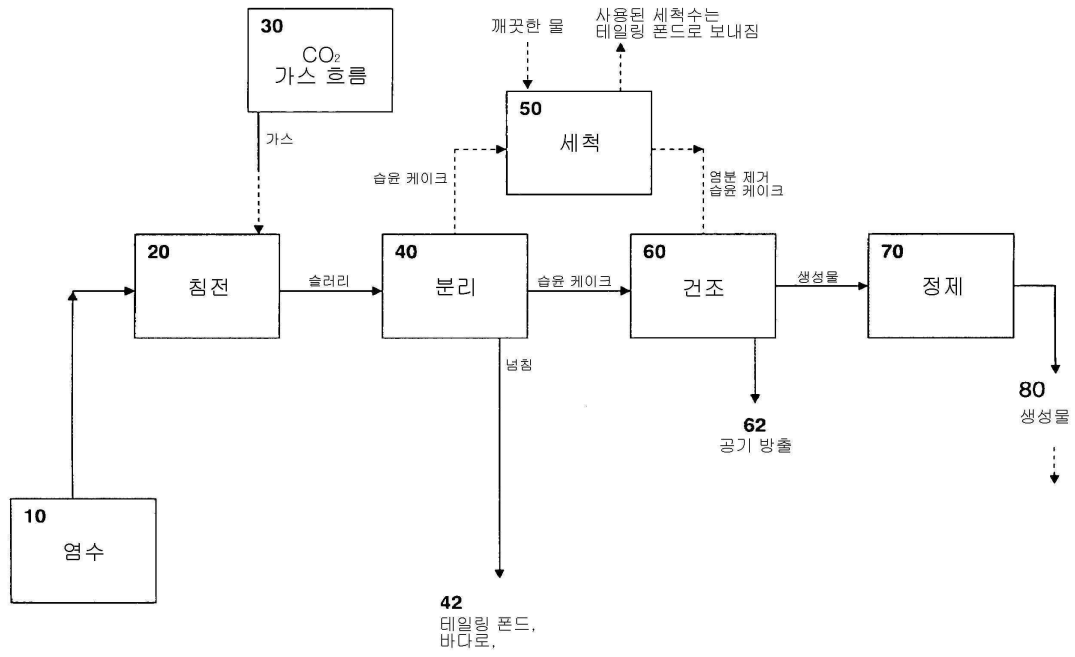 30
CO₂
가스 흐름
가스
깨끗한 물
사용된 세척수는
테일링 폰드로 보내짐
50
세척
습윤 케이크
염분 제거
습윤 케이크
20
침전
슬러리
40
분리
습윤 케이크
60
건조
생성물
70
정제
넘침
62
공기 방출
80
생성물
10
염수
42
테일링 폰드,
바다로,